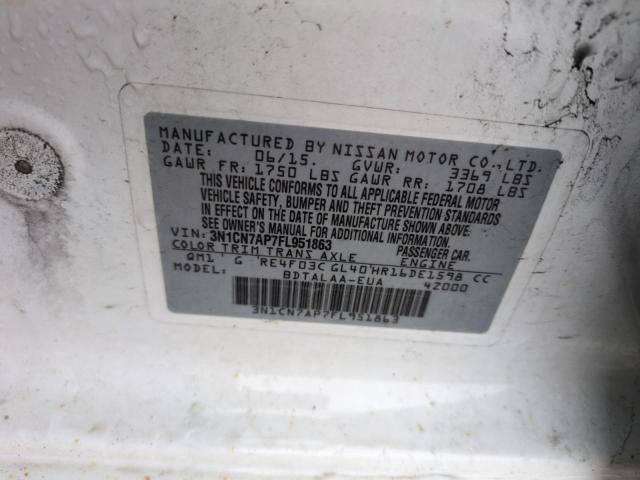 MANUFACTURED BY NISSAN MOTOR CO., LTD.
DATE: 06/15. GVWR: 3369 LBS
GAWR FR: 1750 LBS GAWR RR: 1708 LBS
THIS VEHICLE CONFORMS TO ALL APPLICABLE FEDERAL MOTOR
VEHICLE SAFETY, BUMPER AND THEFT PREVENTION STANDARDS
IN EFFECT ON THE DATE OF MANUFACTURE SHOWN ABOVE.
SEE OWNER'S MANUAL FOR ADDITIONAL INFORMATION
VIN: 3N1CN7AP7FL951863 PASSENGER CAR.
COLOR TRIM TRANS AXLE ENGINE
QM1 G RE4F03C GL40 HR16DE1598 CC
MODEL: BDTALAA-EUA 4Z000
3N1CN7AP7FL951863